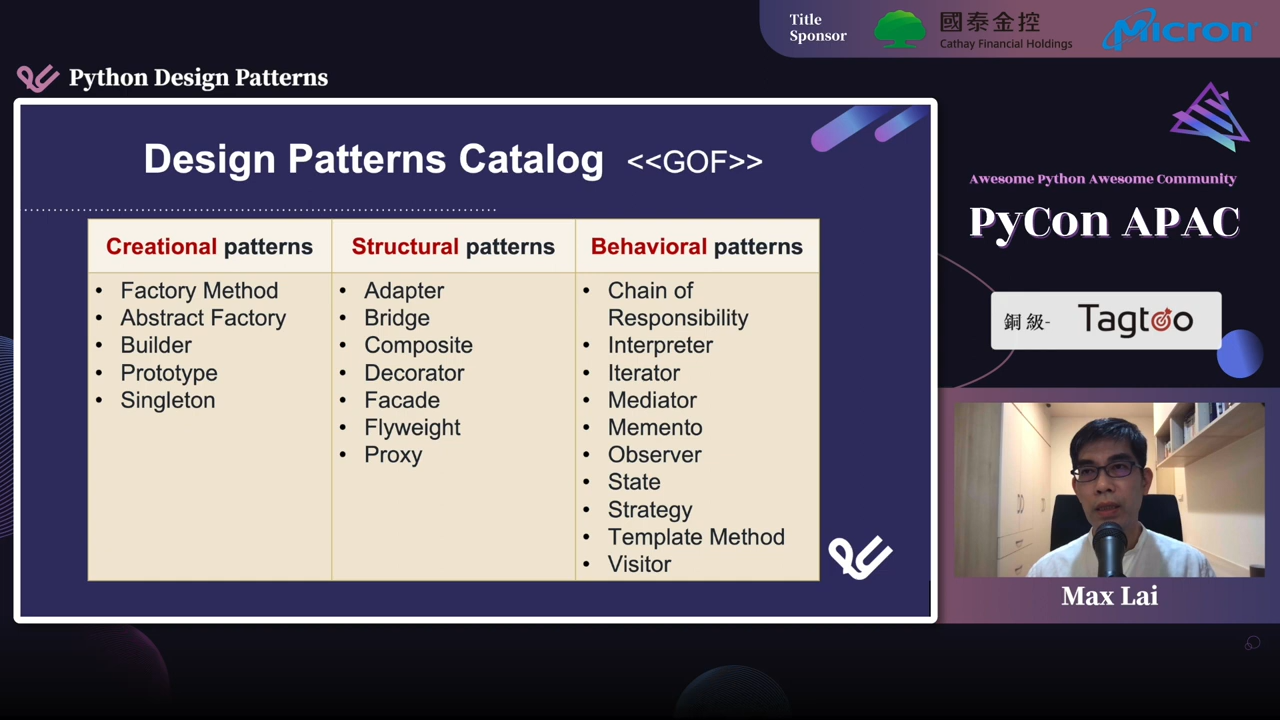 Title
Sponsor
國泰金控
Cathay Financial Holdings
Micron
Python Design Patterns
Design Patterns Catalog <<GOF>>
Creational patterns
• Factory Method
• Abstract Factory
• Builder
• Prototype
• Singleton
Structural patterns
• Adapter
• Bridge
• Composite
• Decorator
• Facade
• Flyweight
• Proxy
Behavioral patterns
• Chain of
Responsibility
• Interpreter
• Iterator
• Mediator
• Memento
• Observer
• State
• Strategy
• Template Method
• Visitor
Awesome Python Awesome Community
PyCon APAC
銅級- Tagtoo
Max Lai